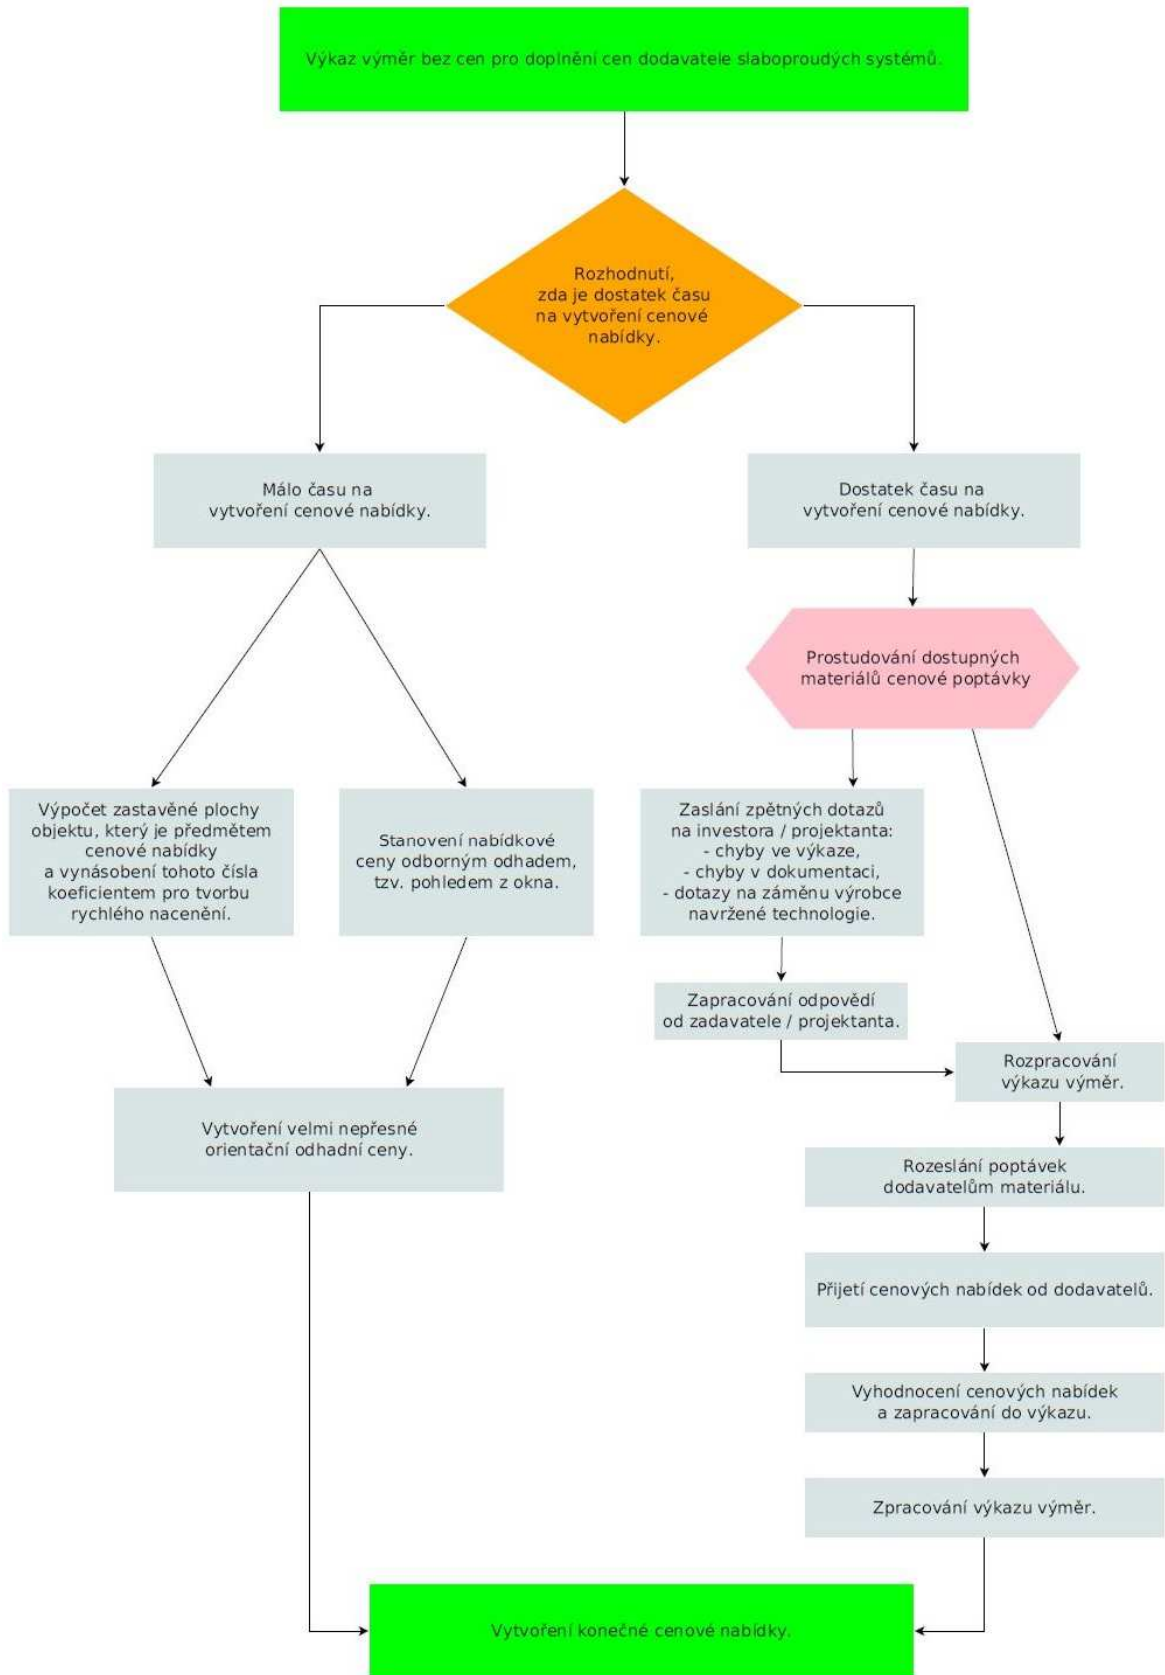 Výkaz výměr bez cen pro doplnění cen dodavatele slaboproudých systémů.
Rozhodnutí,
zda je dostatek času
na vytvoření cenové
nabídky.
Málo času na
vytvoření cenové nabídky.
Dostatek času na
vytvoření cenové nabídky.
Prostudování dostupných
materiálů cenové poptávky
Výpočet zastavěné plochy
objektu, který je předmětem
cenové nabídky
a vynásobení tohoto čísla
koeficientem pro tvorbu
rychlého nacenění.
Stanovení nabídkové
ceny odborným odhadem,
tzv. pohledem z okna.
Zaslání zpětných dotazů
na investora / projektanta:
- chyby ve výkaze,
- chyby v dokumentaci,
- dotazy na záměnu výrobce
navržené technologie.
Zapracování odpovědí
od zadavatele / projektanta.
Rozpracování
výkazu výměr.
Vytvoření velmi nepřesné
orientační odhadní ceny.
Rozeslání poptávek
dodavatelům materiálu.
Přijetí cenových nabídek od dodavatelů.
Vyhodnocení cenových nabídek
a zapracování do výkazu.
Zpracování výkazu výměr.
Vytvoření konečné cenové nabídky.